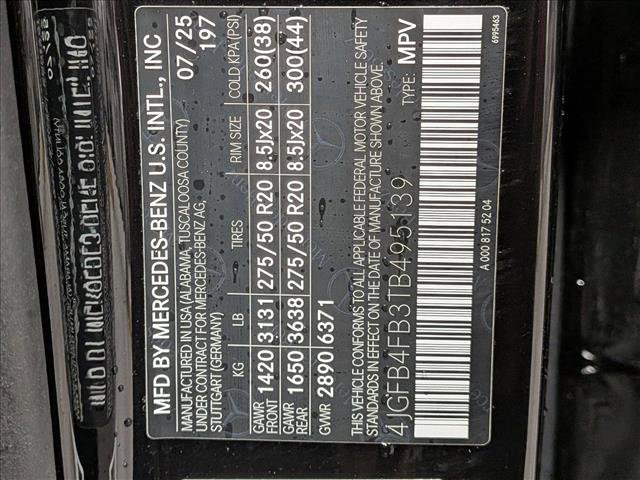 MFD BY MERCEDES-BENZ U.S. INTL., INC
MANUFACTURED IN USA (ALABAMA, TUSCALOOSA COUNTY) 07/25
UNDER CONTRACT FOR MERCEDES-BENZ AG, 197
STUTTGART (GERMANY)
KG LB TIRES RIM SIZE COLD KPA (PSI)
GAWR FRONT 1420 3131 275/50 R20 8.5Jx20 260(38)
GAWR REAR 1650 3638 275/50 R20 8.5Jx20 300(44)
GVWR 2890 6371
THIS VEHICLE CONFORMS TO ALL APPLICABLE FEDERAL MOTOR VEHICLE SAFETY
STANDARDS IN EFFECT ON THE DATE OF MANUFACTURE SHOWN ABOVE.
4JGFB4FB3TB495139 TYPE: MPV
A 000 817 52 04
6995463